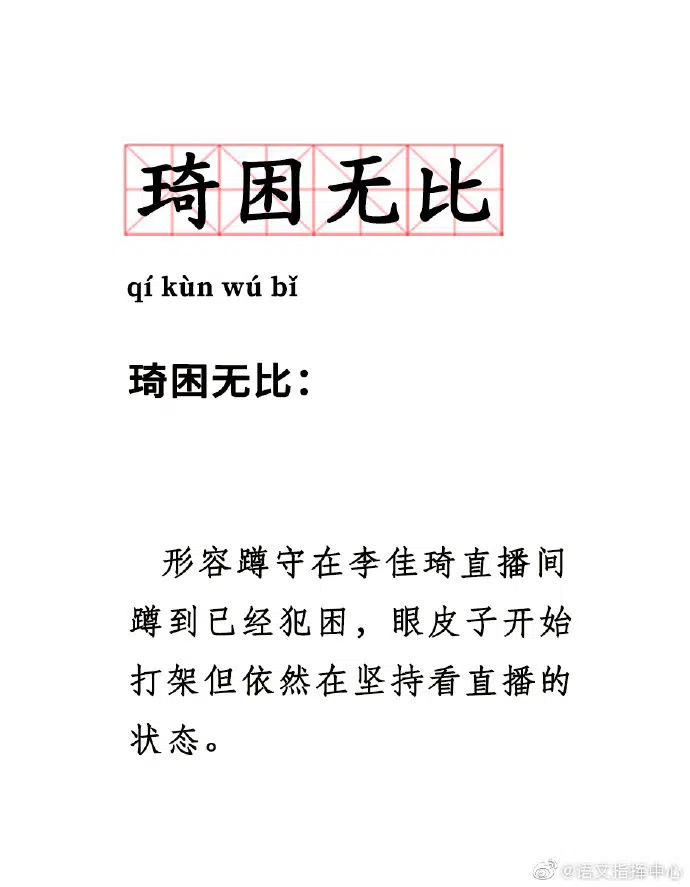 琦困无比
qí kùn wú bǐ
琦困无比：
形容蹲守在李佳琦直播间
蹲到已经犯困，眼皮子开始
打架但依然在坚持看直播的
状态。
@语文指挥中心